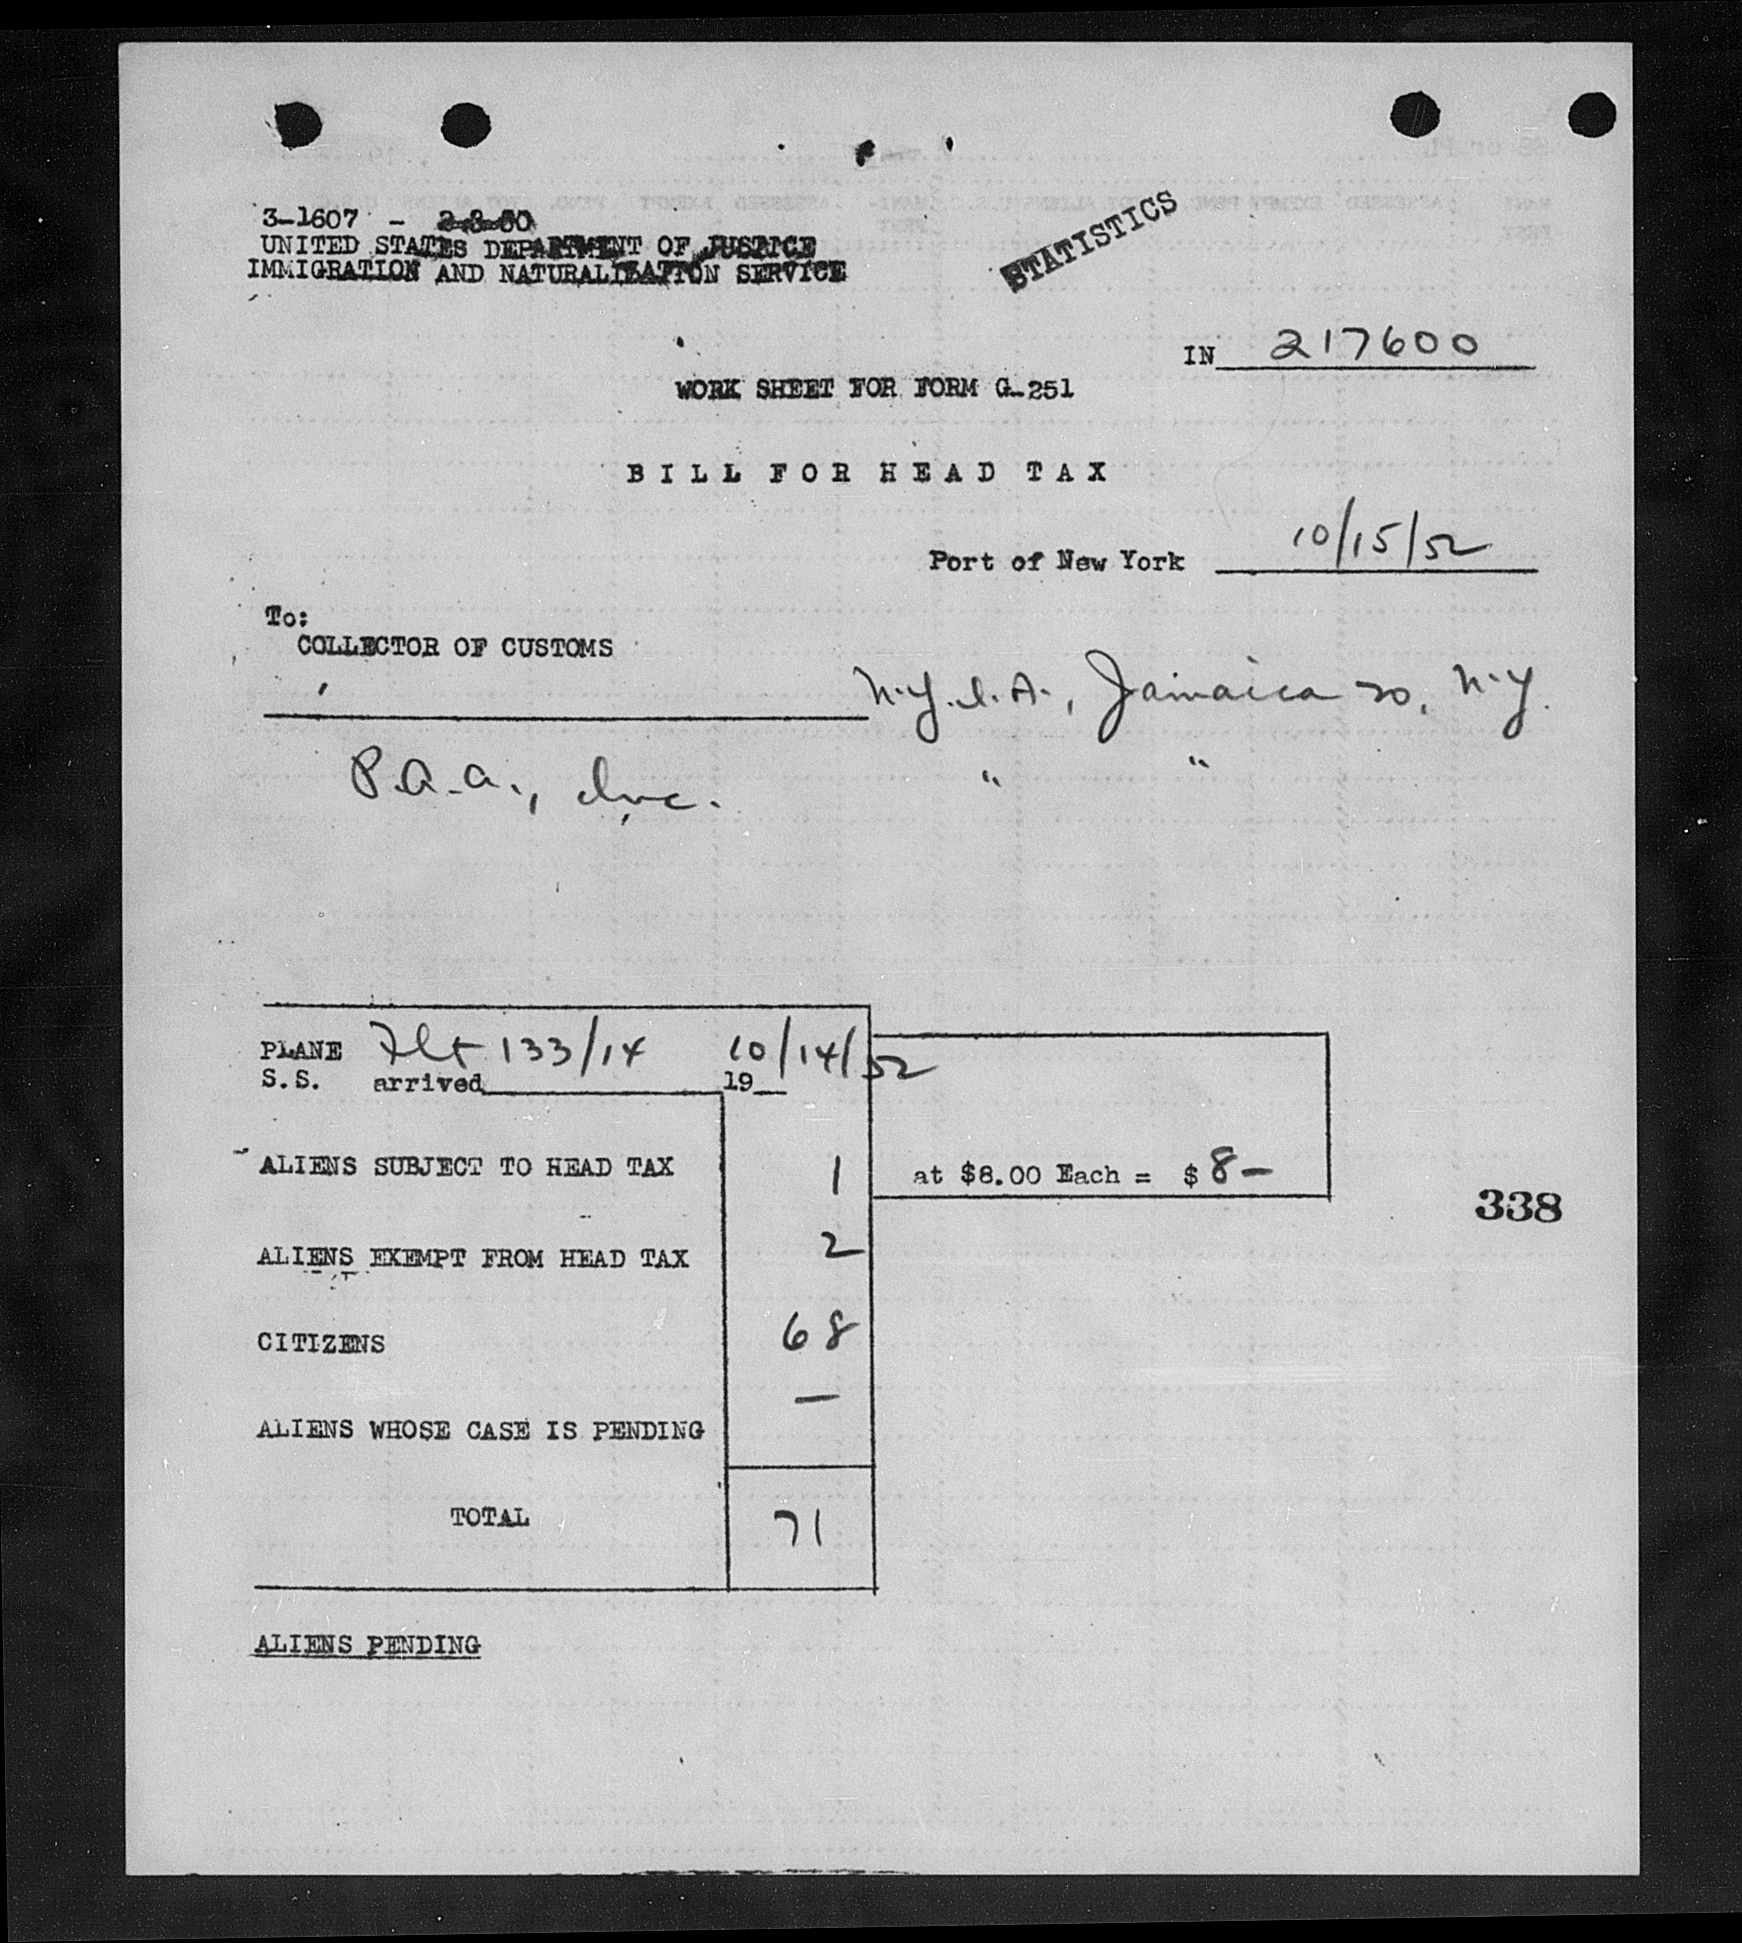 3-1607 - 2-8-50
UNITED STATES DEPARTMENT OF JUSTICE
IMMIGRATION AND NATURALIZATION SERVICE
STATISTICS
IN 217600
WORK SHEET FOR FORM G-251
BILL FOR HEAD TAX
Port of New York 10/15/52
To:
COLLECTOR OF CUSTOMS
N.Y.I.A., Jamaica 20, N.Y.
P.A.A., Inc. " "
PLANE Flt 133/14 10/14/52
S.S. arrived 19
ALIENS SUBJECT TO HEAD TAX 1 at $8.00 Each = $ 8-
338
ALIENS EXEMPT FROM HEAD TAX 2
CITIZENS 68
ALIENS WHOSE CASE IS PENDING —
TOTAL 71
ALIENS PENDING